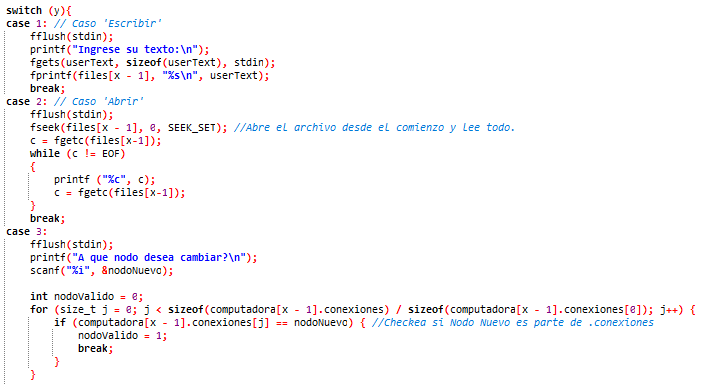 switch (y){
case 1: // Caso 'Escribir'
fflush(stdin);
printf("Ingrese su texto:\n");
fgets(userText, sizeof(userText), stdin);
fprintf(files[x - 1], "%s\n", userText);
break;
case 2: // Caso 'Abrir'
fflush(stdin);
fseek(files[x - 1], 0, SEEK_SET); //Abre el archivo desde el comienzo y lee todo.
c = fgetc(files[x-1]);
while (c != EOF)
{
printf ("%c", c);
c = fgetc(files[x-1]);
}
break;
case 3:
fflush(stdin);
printf("A que nodo desea cambiar?\n");
scanf("%i", &nodoNuevo);
int nodoValido = 0;
for (size_t j = 0; j < sizeof(computadora[x - 1].conexiones) / sizeof(computadora[x - 1].conexiones[0]); j++) {
if (computadora[x - 1].conexiones[j] == nodoNuevo) { //Checkea si Nodo Nuevo es parte de .conexiones
nodoValido = 1;
break;
}
}